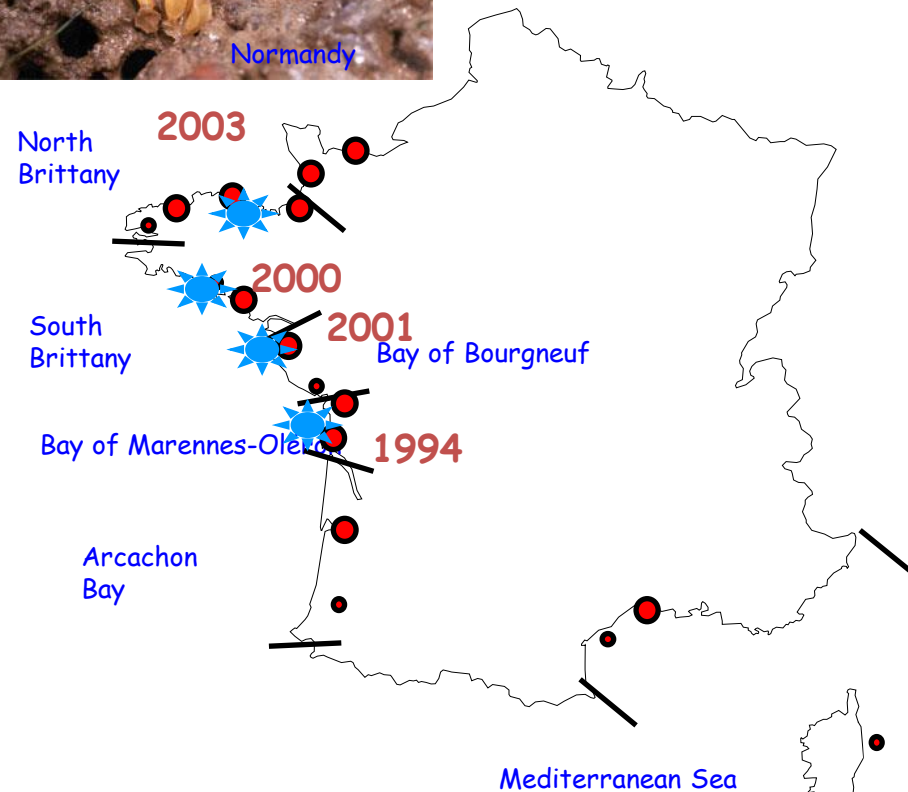 Normandy
2003
North
Brittany
2000
South
Brittany
2001
Bay of Bourgneuf
Bay of Marennes-Oleron
1994
Arcachon
Bay
Mediterranean Sea